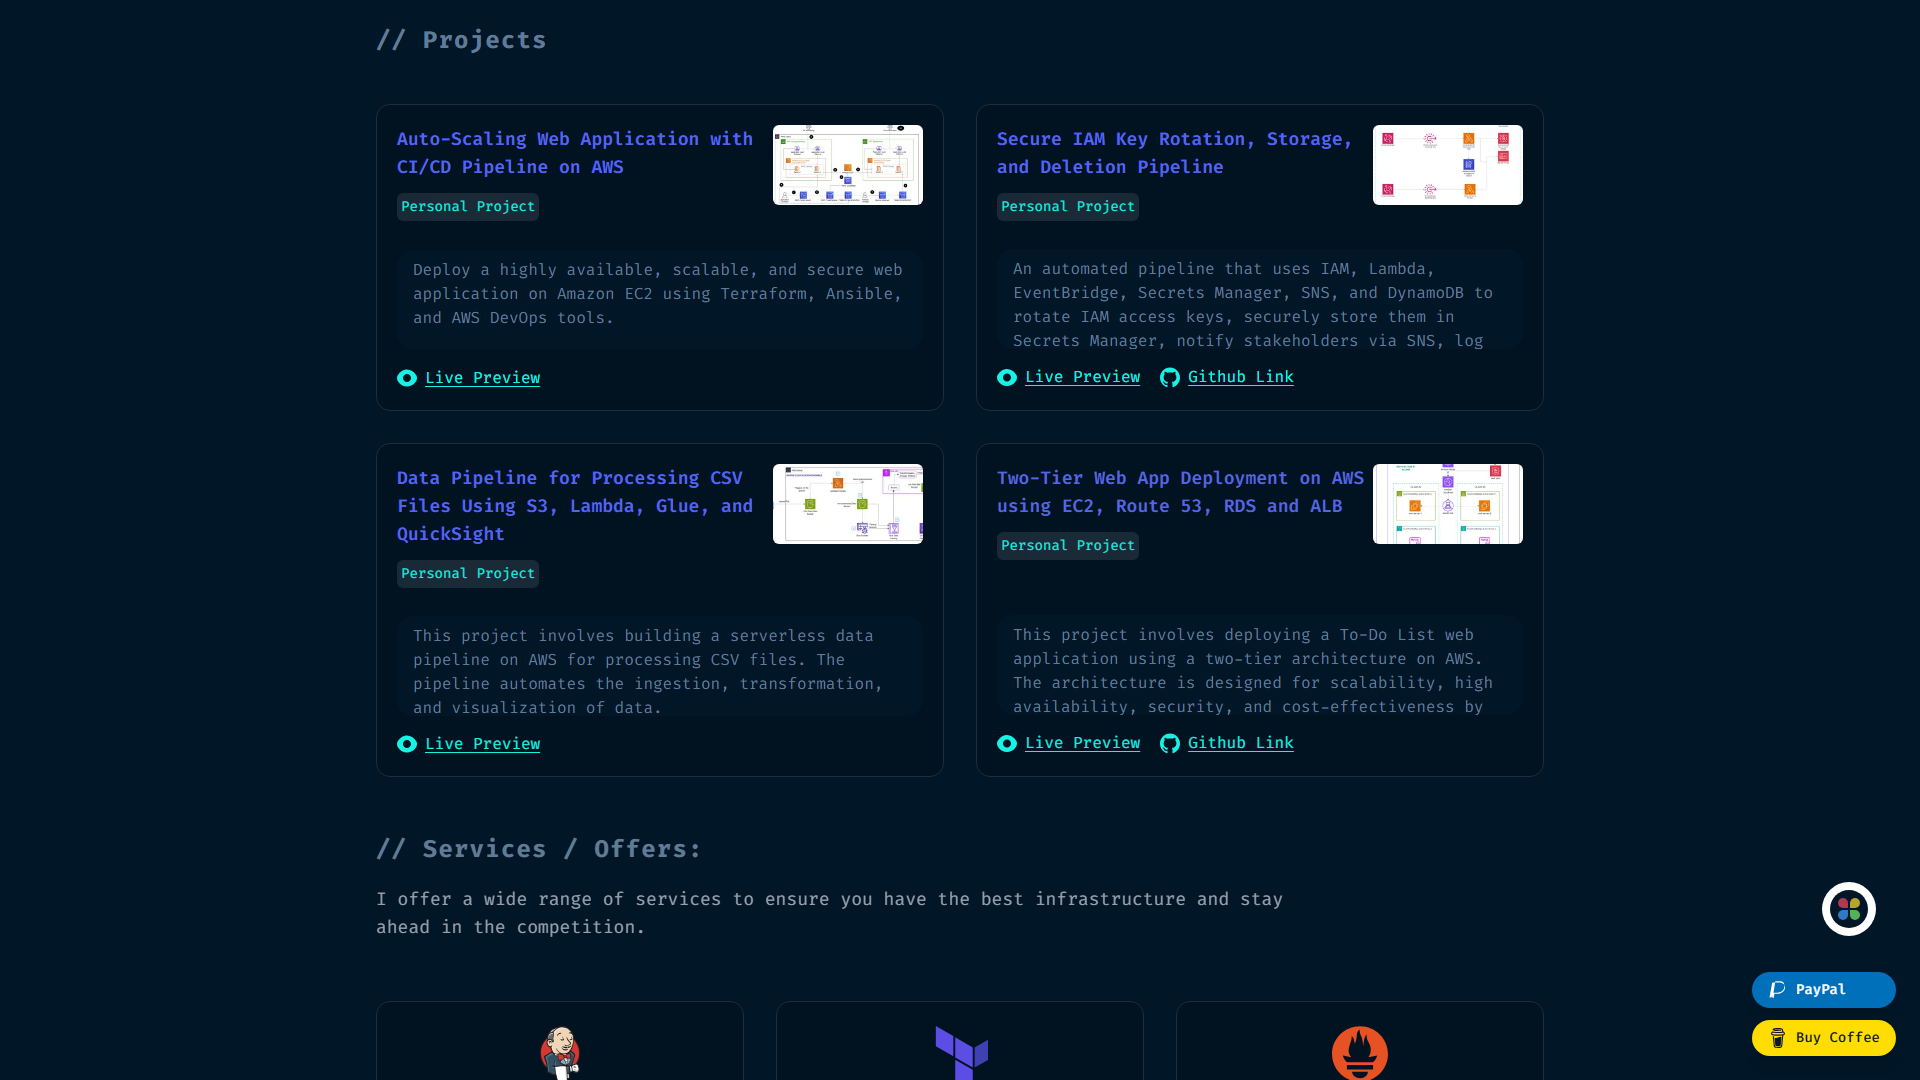 // Projects
Auto-Scaling Web Application with
CI/CD Pipeline on AWS
Personal Project
Deploy a highly available, scalable, and secure web
application on Amazon EC2 using Terraform, Ansible,
and AWS DevOps tools.
Live Preview
Secure IAM Key Rotation, Storage,
and Deletion Pipeline
Personal Project
An automated pipeline that uses IAM, Lambda,
EventBridge, Secrets Manager, SNS, and DynamoDB to
rotate IAM access keys, securely store them in
Secrets Manager, notify stakeholders via SNS, log
Live Preview Github Link
Data Pipeline for Processing CSV
Files Using S3, Lambda, Glue, and
QuickSight
Personal Project
This project involves building a serverless data
pipeline on AWS for processing CSV files. The
pipeline automates the ingestion, transformation,
and visualization of data.
Live Preview
Two-Tier Web App Deployment on AWS
using EC2, Route 53, RDS and ALB
Personal Project
This project involves deploying a To-Do List web
application using a two-tier architecture on AWS.
The architecture is designed for scalability, high
availability, security, and cost-effectiveness by
Live Preview Github Link
// Services / Offers:
I offer a wide range of services to ensure you have the best infrastructure and stay
ahead in the competition.
PayPal
Buy Coffee